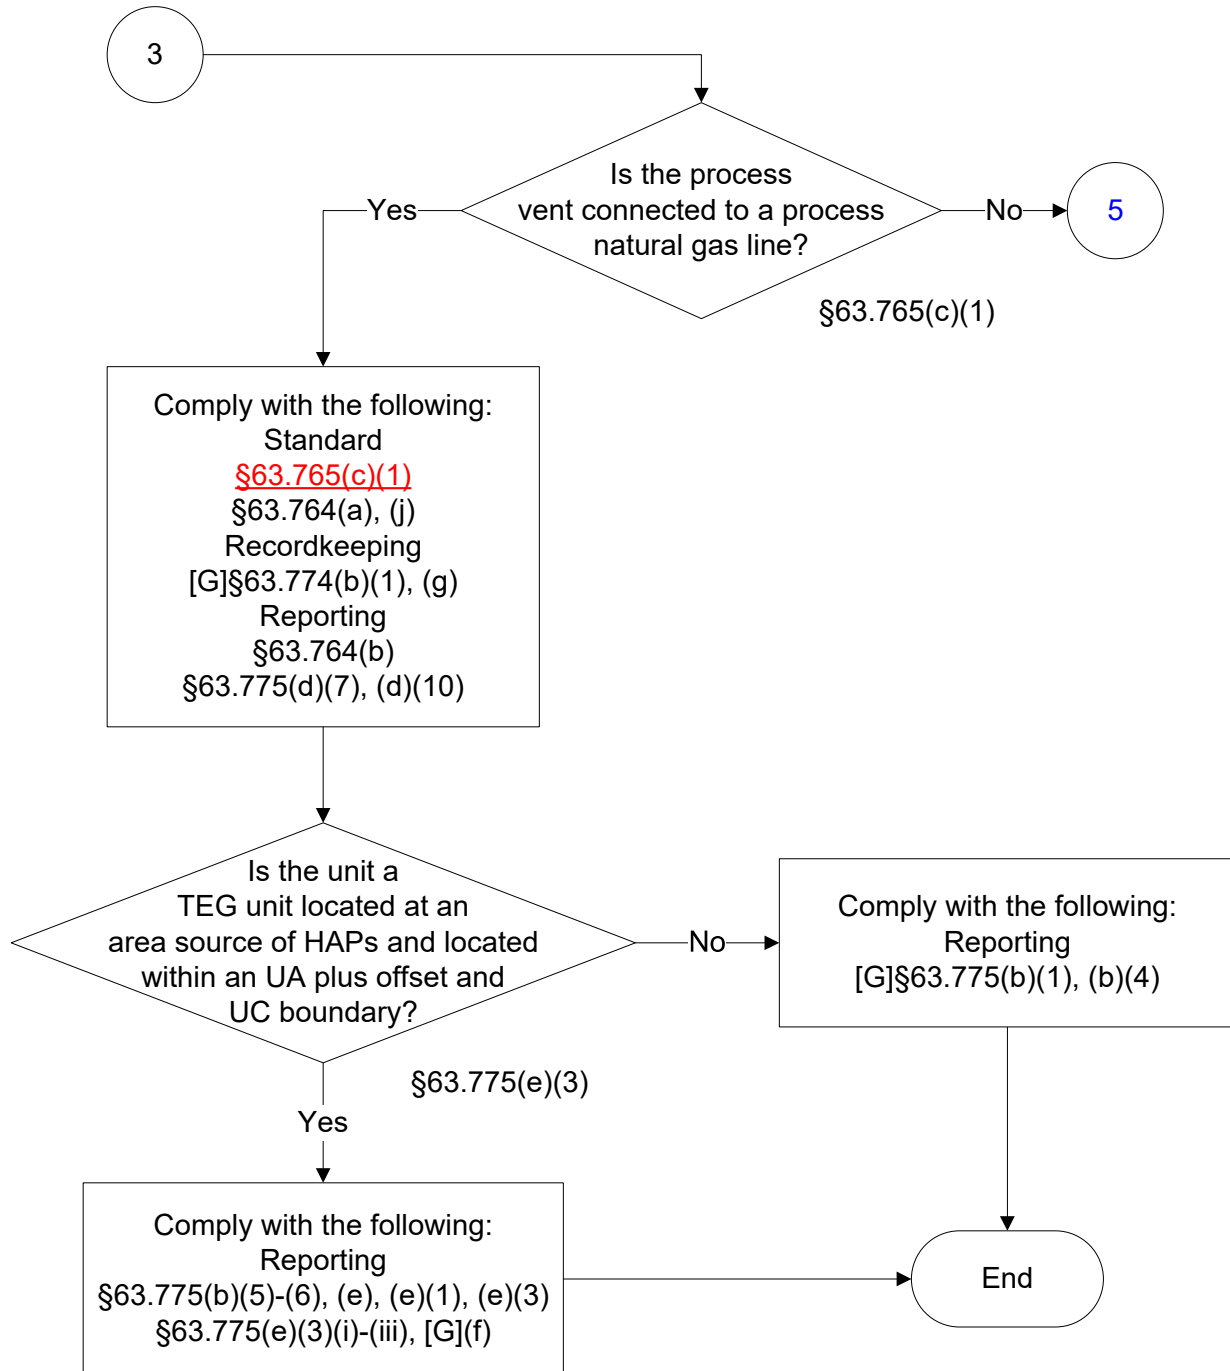 3
Is the process
vent connected to a process
natural gas line?
Yes
No
5
§63.765(c)(1)
Comply with the following:
Standard
§63.765(c)(1)
§63.764(a), (j)
Recordkeeping
[G]§63.774(b)(1), (g)
Reporting
§63.764(b)
§63.775(d)(7), (d)(10)
Is the unit a
TEG unit located at an
area source of HAPs and located
within an UA plus offset and
UC boundary?
No
Comply with the following:
Reporting
[G]§63.775(b)(1), (b)(4)
§63.775(e)(3)
Yes
Comply with the following:
Reporting
§63.775(b)(5)-(6), (e), (e)(1), (e)(3)
§63.775(e)(3)(i)-(iii), [G](f)
End